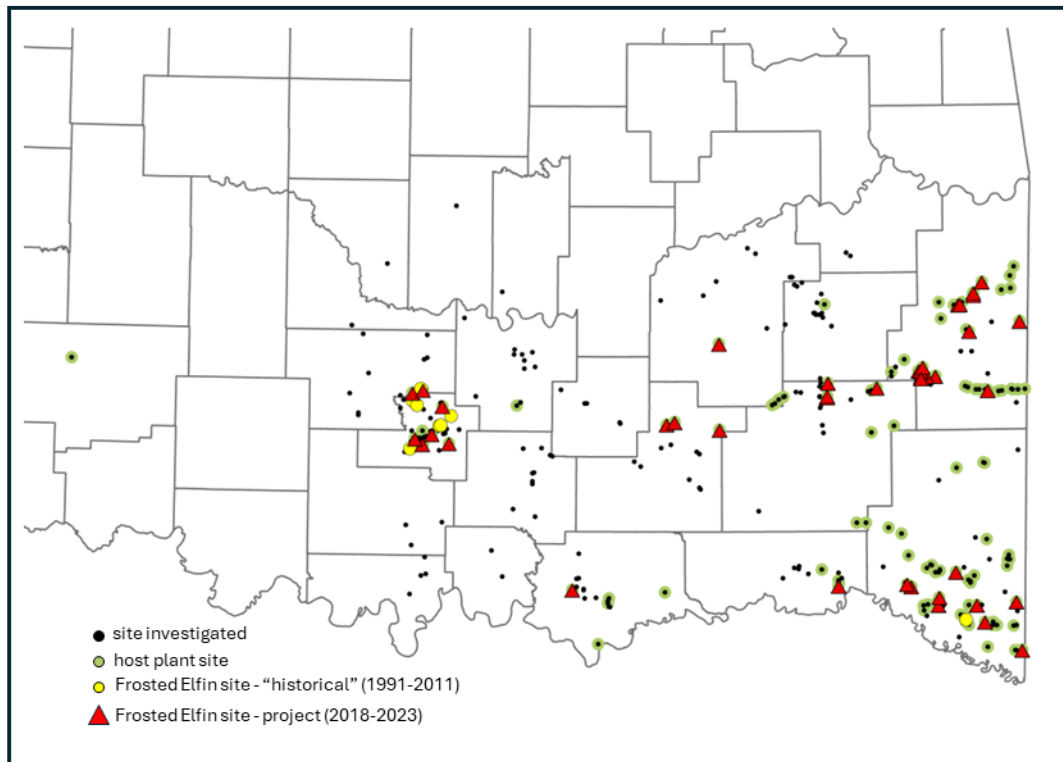 site investigated
host plant site
Frosted Elfin site - “historical” (1991-2011)
Frosted Elfin site - project (2018-2023)